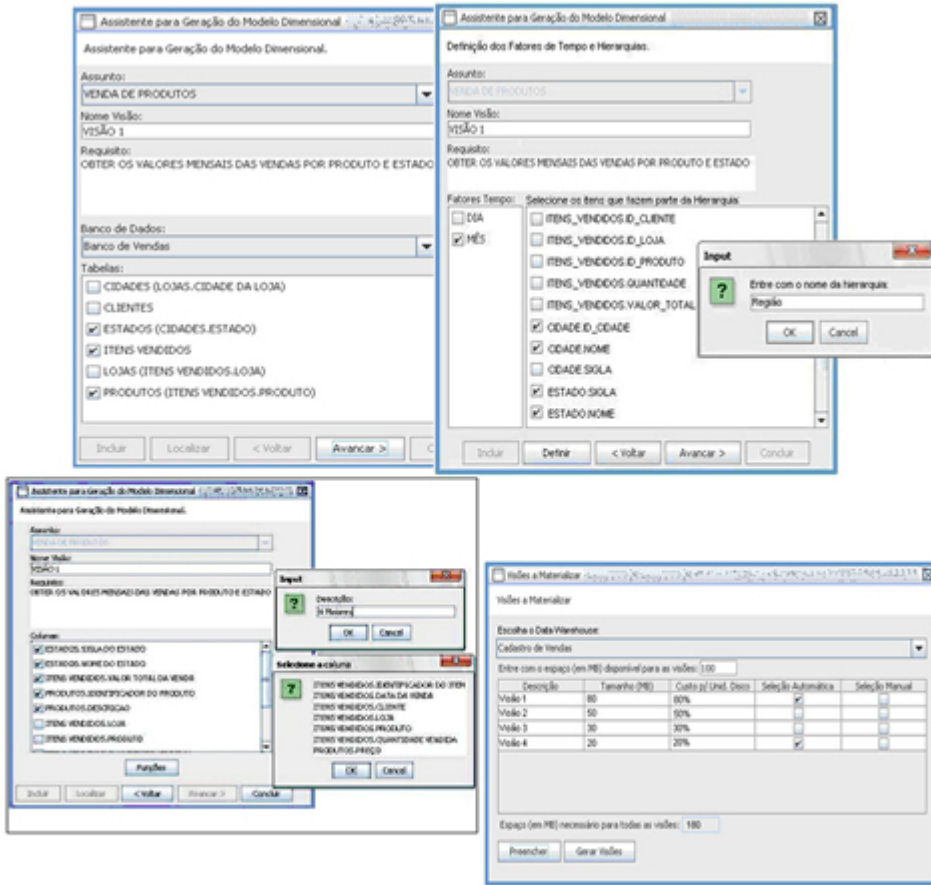 Assistente para Geração do Modelo Dimensional
Assistente para Geração do Modelo Dimensional.
Assunto:
VENDA DE PRODUTOS
Nome Visão:
VISÃO 1
Requisito:
OBTER OS VALORES MENSAIS DAS VENDAS POR PRODUTO E ESTADO
Banco de Dados:
Banco de Vendas
Tabelas:
CIDADES (LOJAS.CIDADE DA LOJA)
CLIENTES
ESTADOS (CIDADES.ESTADO)
ITENS VENDIDOS
LOJAS (ITENS VENDIDOS.LOJA)
PRODUTOS (ITENS VENDIDOS.PRODUTO)
Incluir Localizar < Voltar Avancar >
Assistente para Geração do Modelo Dimensional
Definição dos Fatores de Tempo e Hierarquias.
Assunto:
VENDA DE PRODUTOS
Nome Visão:
VISÃO 1
Requisito:
OBTER OS VALORES MENSAIS DAS VENDAS POR PRODUTO E ESTADO
Fatores Tempo: Selecione os itens que fazem parte da Hierarquia:
DIA
MÊS
ITENS_VENDIDOS.ID_CLIENTE
ITENS_VENDIDOS.ID_LOJA
ITENS_VENDIDOS.ID_PRODUTO
ITENS_VENDIDOS.QUANTIDADE
ITENS_VENDIDOS.VALOR_TOTAL
CIDADE.ID_CIDADE
CIDADE.NOME
CIDADE.SIGLA
ESTADO.SIGLA
ESTADO.NOME
Incluir Definir < Voltar Avancar > Concluir
Input
Entre com o nome da hierarquia:
Região
OK Cancel
Assistente para Geração do Modelo Dimensional
Assistente para Geração do Modelo Dimensional.
Assunto:
VENDA DE PRODUTOS
Nome Visão:
VISÃO 1
Requisito:
OBTER OS VALORES MENSAIS DAS VENDAS POR PRODUTO E ESTADO
Colunas:
ESTADOS.SIGLA DO ESTADO
ESTADOS.NOME DO ESTADO
ITENS VENDIDOS.VALOR TOTAL DA VENDA
PRODUTOS.IDENTIFICADOR DO PRODUTO
PRODUTOS.DESCRICAO
ITENS VENDIDOS.LOJA
ITENS VENDIDOS.PRODUTO
Funções
Incluir Localizar < Voltar Avancar > Concluir
Input
Descrição:
Maiores
OK Cancel
Selecione a coluna
ITENS VENDIDOS.IDENTIFICADOR DO ITEM
ITENS VENDIDOS.DATA DA VENDA
ITENS VENDIDOS.CLIENTE
ITENS VENDIDOS.LOJA
ITENS VENDIDOS.PRODUTO
ITENS VENDIDOS.QUANTIDADE VENDIDA
PRODUTOS.PREÇO
OK Cancel
Visões a Materializar
Visões a Materializar
Escolha o Data Warehouse:
Cadastro de Vendas
Entre com o espaço (em MB) disponível para as visões: 100
Descrição Tamanho (MB) Custo p/ Unid. Disco Seleção Automática Seleção Manual
Visão 1 80 80%
Visão 2 50 50%
Visão 3 30 30%
Visão 4 20 20%
Espaço (em MB) necessário para todas as visões: 180
Preencher Gerar Visões